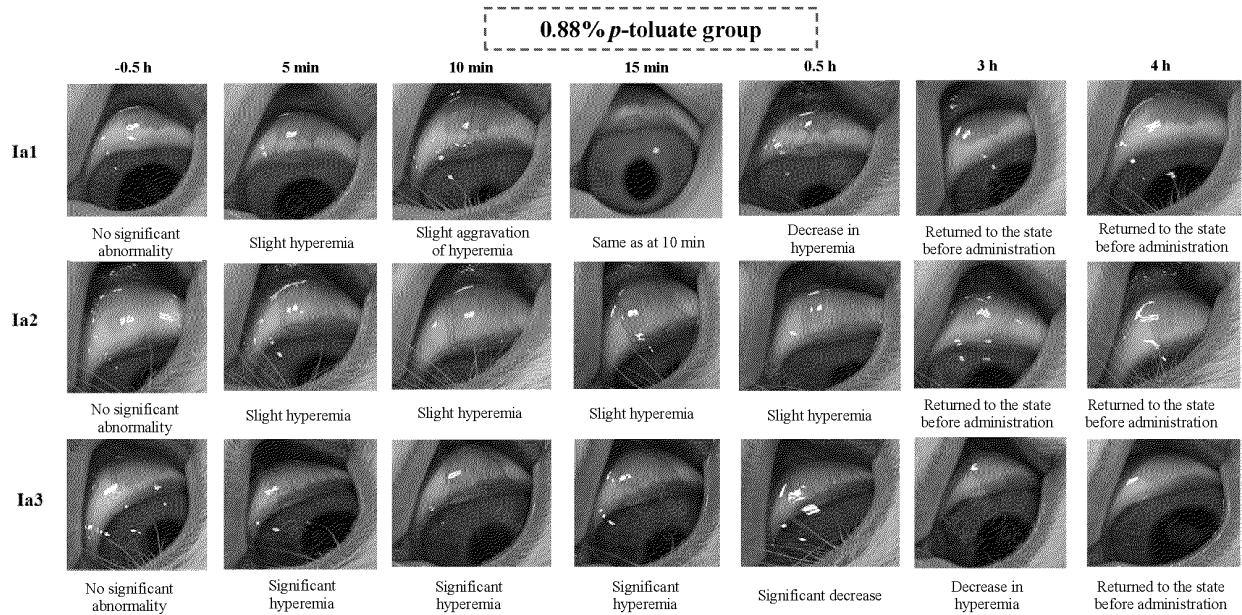 0.88% p-toluate group
-0.5 h 5 min 10 min 15 min 0.5 h 3 h 4 h
Ia1
No significant
abnormality
Slight hyperemia
Slight aggravation
of hyperemia
Same as at 10 min
Decrease in
hyperemia
Returned to the state
before administration
Returned to the state
before administration
Ia2
No significant
abnormality
Slight hyperemia
Slight hyperemia
Slight hyperemia
Slight hyperemia
Returned to the state
before administration
Returned to the state
before administration
Ia3
No significant
abnormality
Significant
hyperemia
Significant
hyperemia
Significant
hyperemia
Significant decrease
Decrease in
hyperemia
Returned to the state
before administration